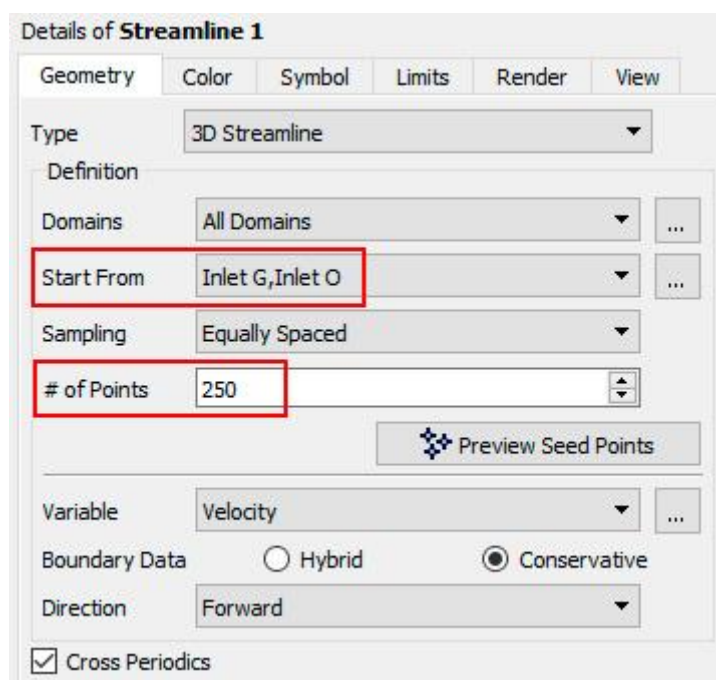 Details of Streamline 1
Geometry Color Symbol Limits Render View
Type 3D Streamline
Definition
Domains All Domains ...
Start From Inlet G,Inlet O ...
Sampling Equally Spaced
# of Points 250
Preview Seed Points
Variable Velocity ...
Boundary Data Hybrid Conservative
Direction Forward
Cross Periodics